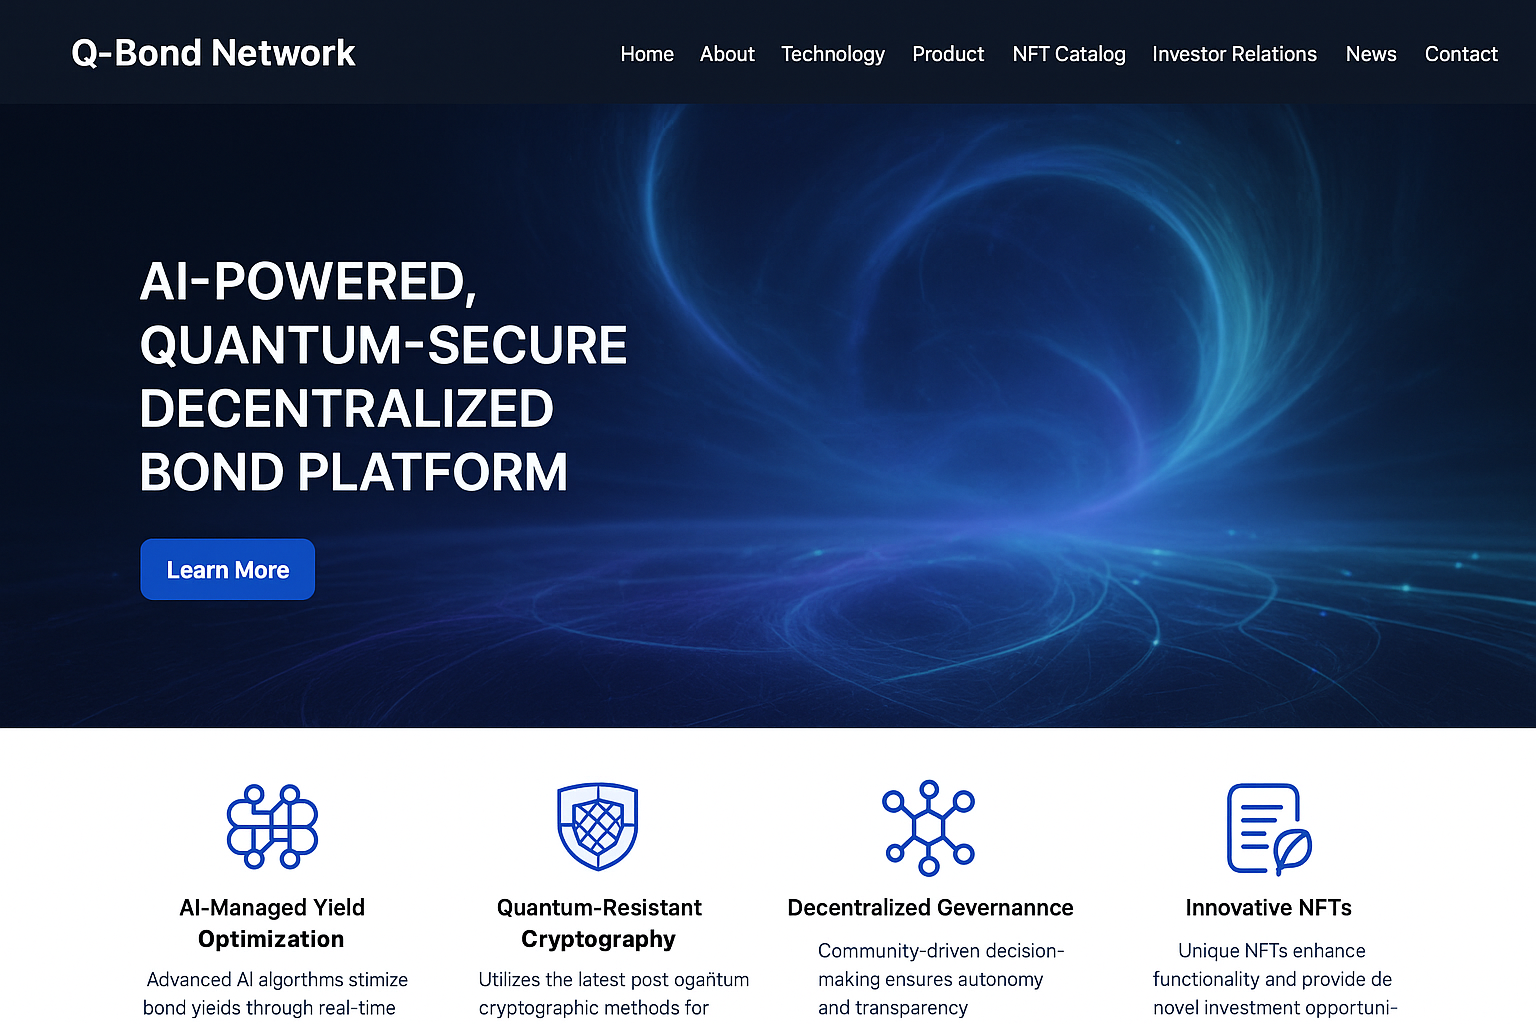 Q-Bond Network
Home About Technology Product NFT Catalog Investor Relations News Contact
AI-POWERED,
QUANTUM-SECURE
DECENTRALIZED
BOND PLATFORM
Learn More
AI-Managed Yield
Optimization
Advanced AI algorthms stimize
bond yieids through real-time
Quantum-Resistant
Cryptography
Utilizes the latest post ogañtum
cryptographic methods for
Decentralized Gevernannce
Community-driven decision-
making ensures autonomy
and transparency
Innovative NFTs
Unique NFTs enhance
functionality and provide de
novel investment opportuni-